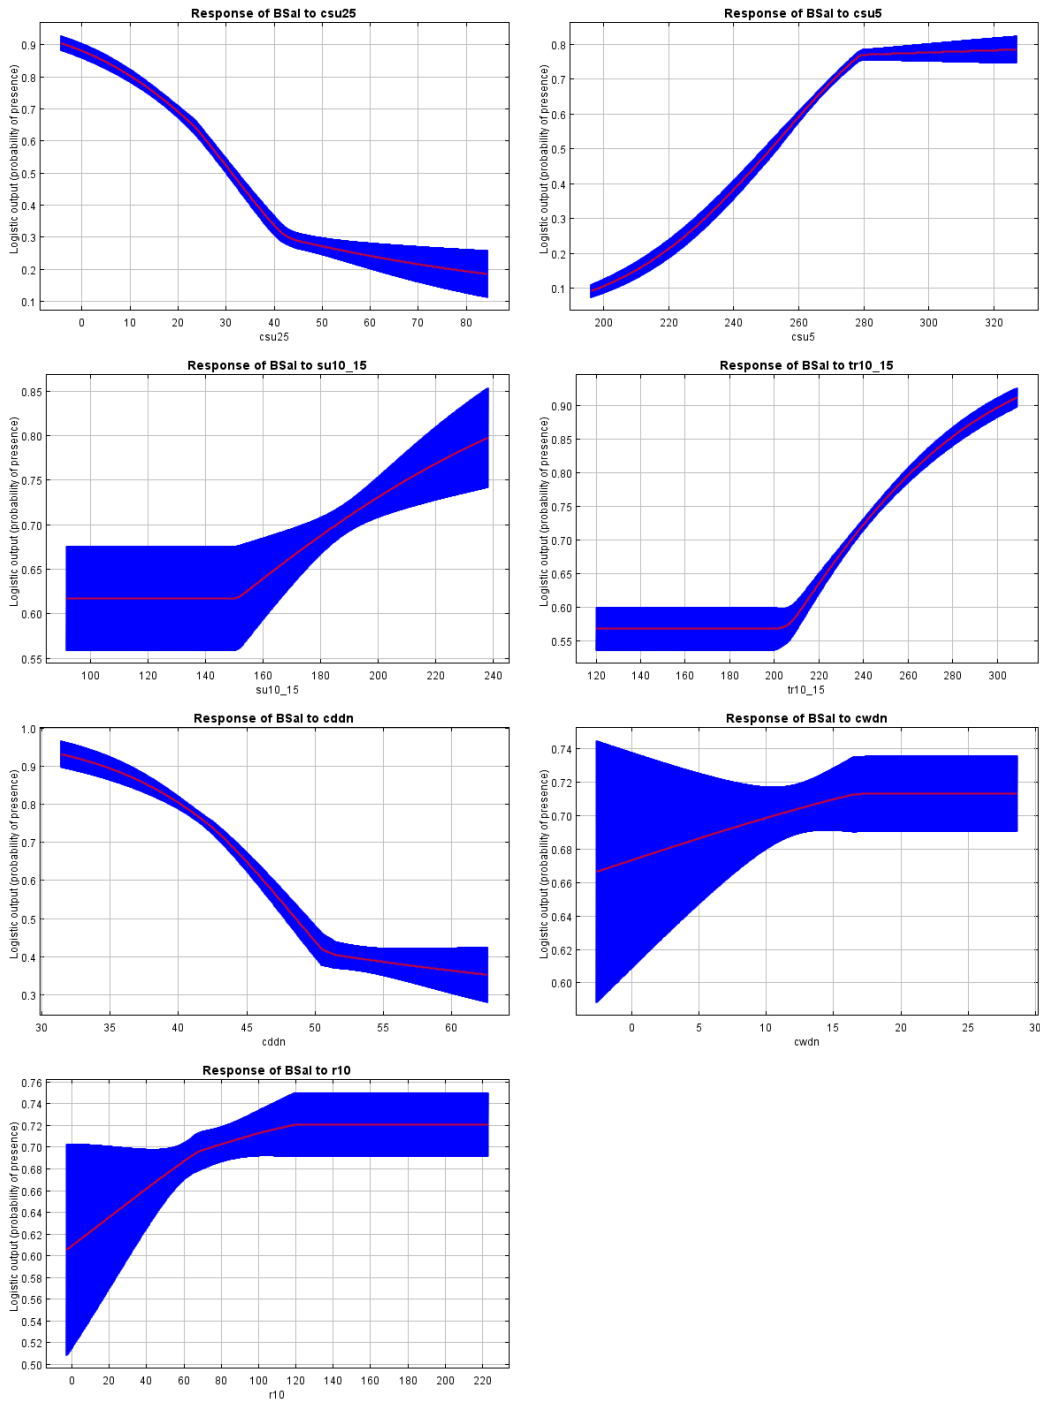 Response of BSal to csu25
Logistic output (probability of presence)
0.9
0.8
0.7
0.6
0.5
0.4
0.3
0.2
0.1
0 10 20 30 40 50 60 70 80
csu25
Response of BSal to csu5
Logistic output (probability of presence)
0.8
0.7
0.6
0.5
0.4
0.3
0.2
0.1
200 220 240 260 280 300 320
csu5
Response of BSal to su10_15
Logistic output (probability of presence)
0.85
0.80
0.75
0.70
0.65
0.60
0.55
100 120 140 160 180 200 220 240
su10_15
Response of BSal to tr10_15
Logistic output (probability of presence)
0.90
0.85
0.80
0.75
0.70
0.65
0.60
0.55
120 140 160 180 200 220 240 260 280 300
tr10_15
Response of BSal to cddn
Logistic output (probability of presence)
1.0
0.9
0.8
0.7
0.6
0.5
0.4
0.3
30 35 40 45 50 55 60
cddn
Response of BSal to cwdn
Logistic output (probability of presence)
0.74
0.72
0.70
0.68
0.66
0.64
0.62
0.60
0 5 10 15 20 25 30
cwdn
Response of BSal to r10
Logistic output (probability of presence)
0.76
0.74
0.72
0.70
0.68
0.66
0.64
0.62
0.60
0.58
0.56
0.54
0.52
0.50
0 20 40 60 80 100 120 140 160 180 200 220
r10